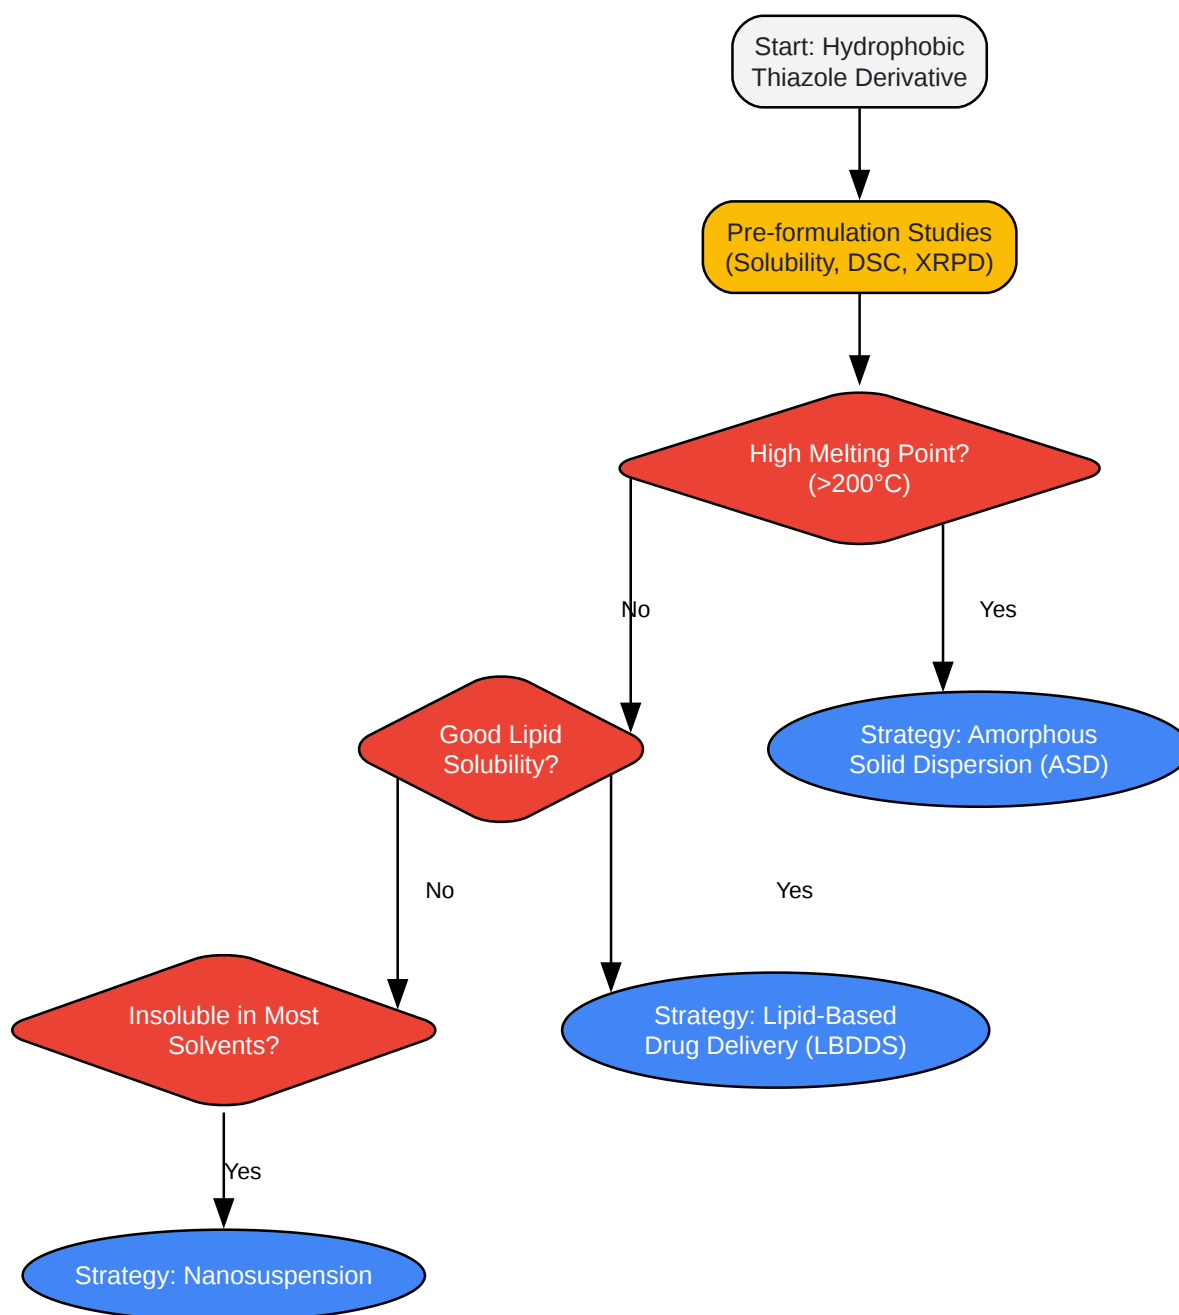 Start: Hydrophobic
Thiazole Derivative
Pre-formulation Studies
(Solubility, DSC, XRPD)
High Melting Point?
(>200°C)
No
Yes
Good Lipid
Solubility?
Strategy: Amorphous
Solid Dispersion (ASD)
No
Yes
Insoluble in Most
Solvents?
Strategy: Lipid-Based
Drug Delivery (LBDDS)
Yes
Strategy: Nanosuspension